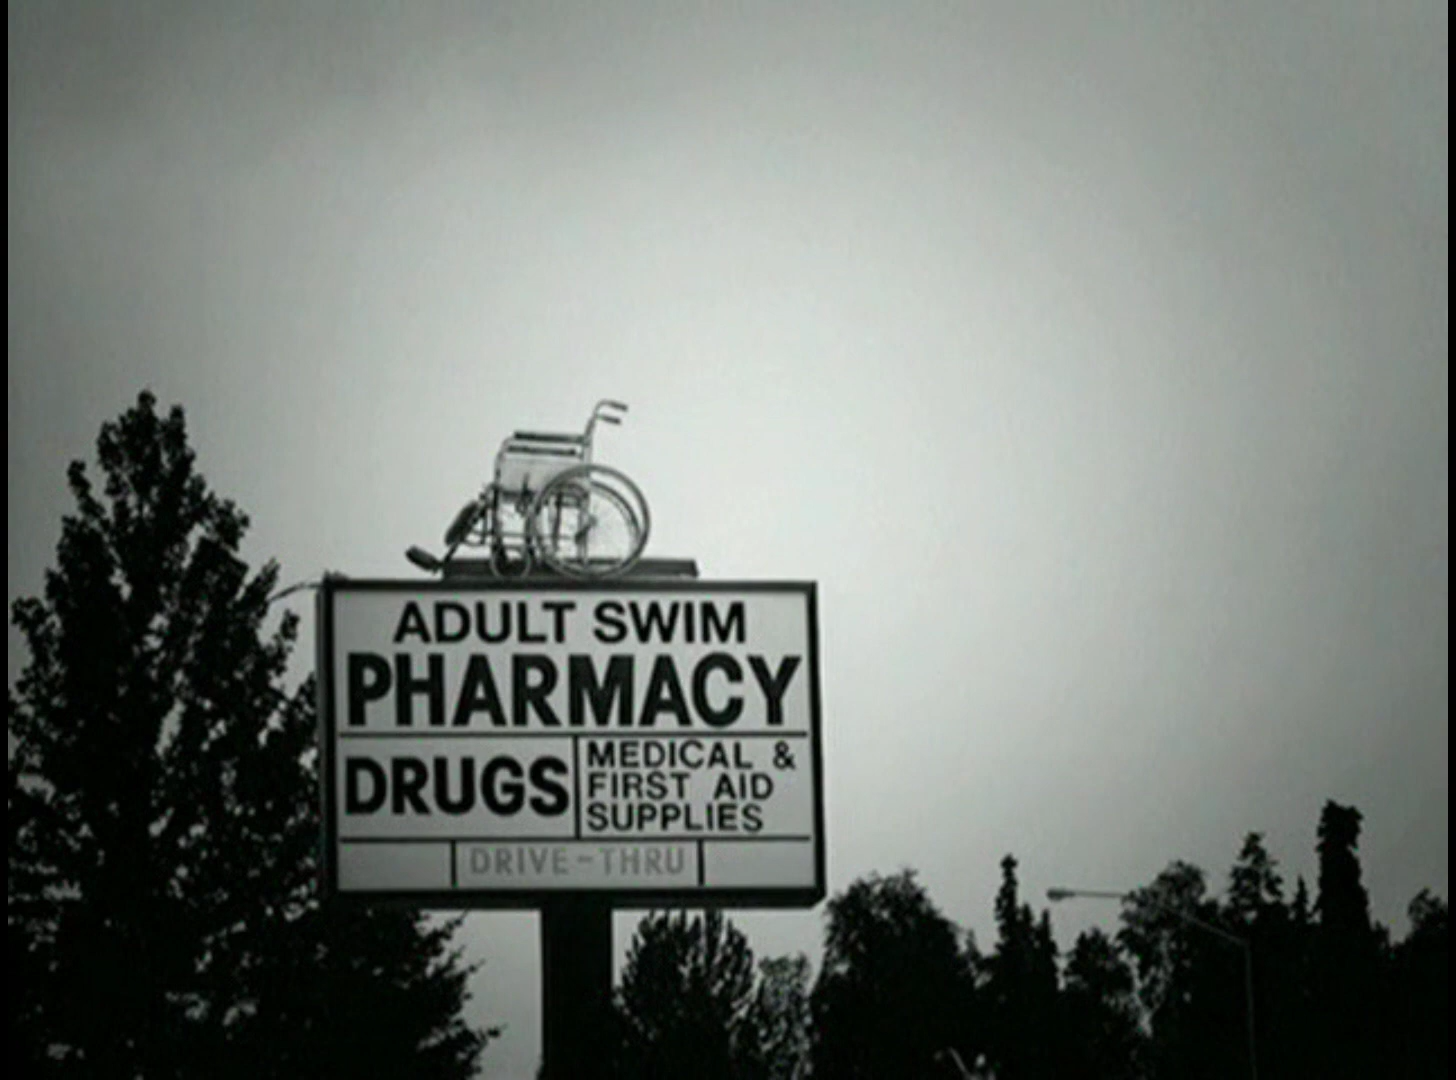 ADULT SWIM
PHARMACY
DRUGS
MEDICAL &
FIRST AID
SUPPLIES
DRIVE-THRU